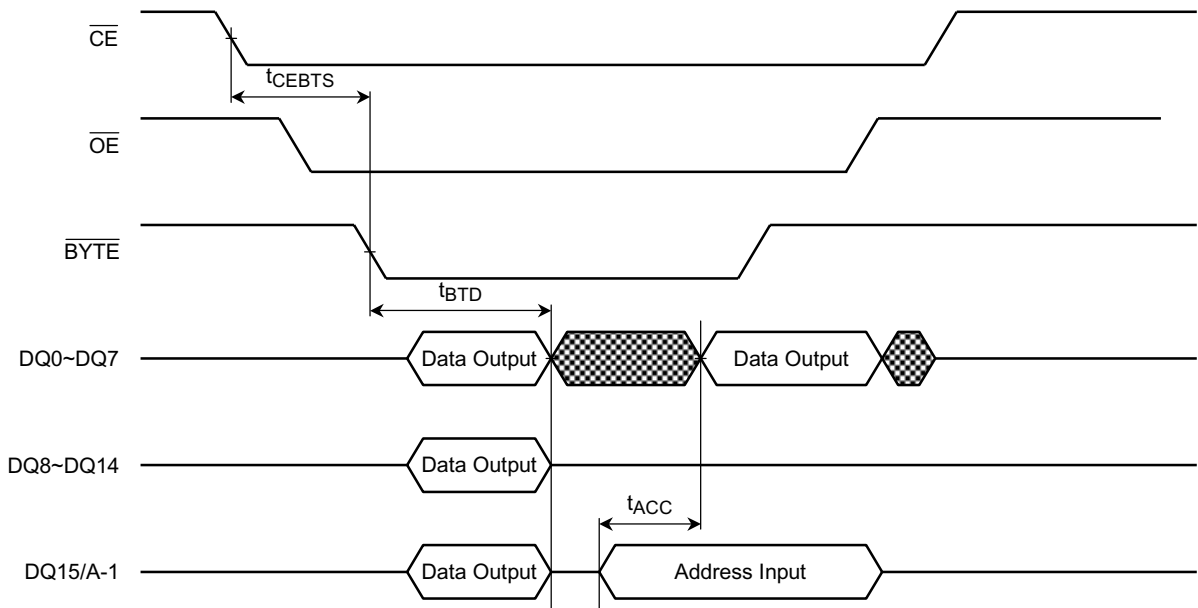 CE
tCEBTS
OE
BYTE
tBTD
DQ0~DQ7 Data Output Data Output
DQ8~DQ14 Data Output
tACC
DQ15/A-1 Data Output Address Input